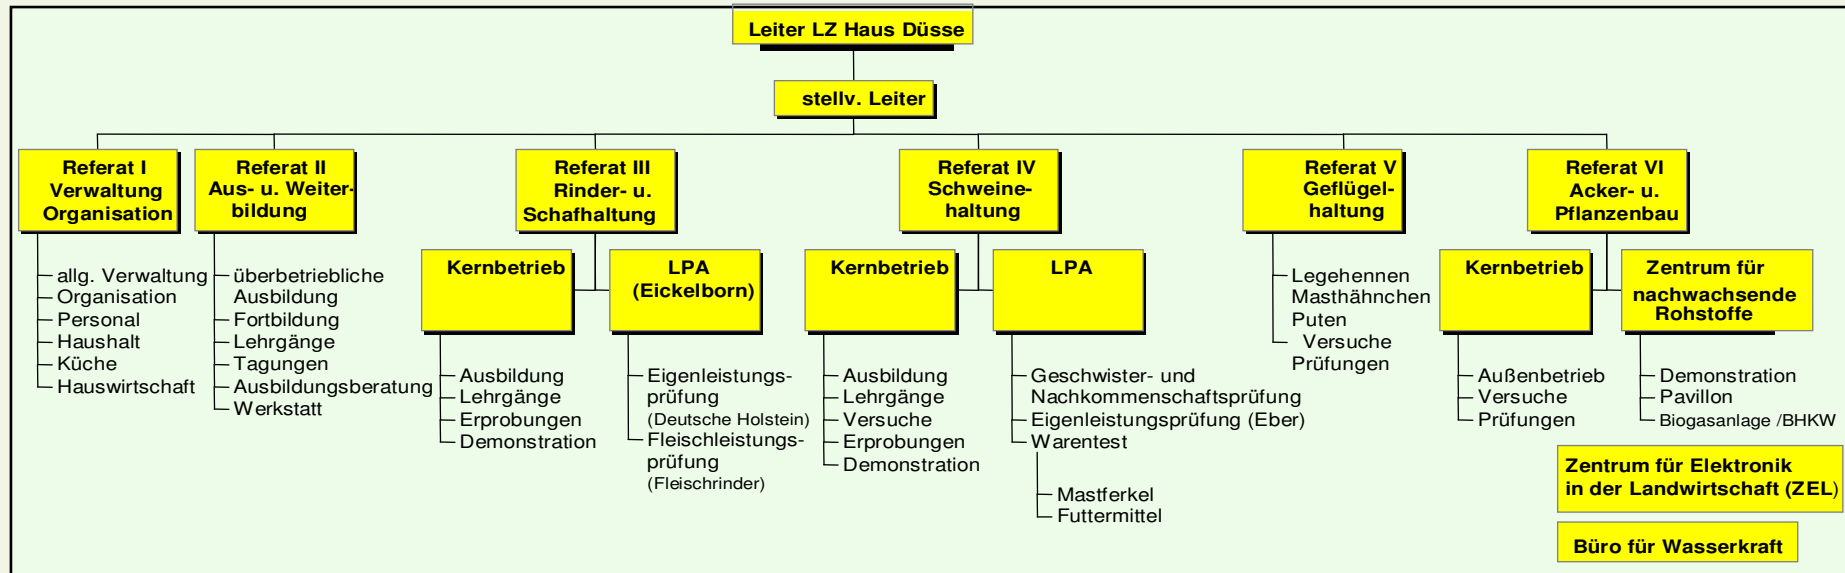 Leiter LZ Haus Düsse
stellv. Leiter
Referat I
Verwaltung
Organisation
allg. Verwaltung
Organisation
Personal
Haushalt
Küche
Hauswirtschaft
Referat II
Aus- u. Weiter-
bildung
überbetriebliche
Ausbildung
Fortbildung
Lehrgänge
Tagungen
Ausbildungsberatung
Werkstatt
Referat III
Rinder- u.
Schafhaltung
Kernbetrieb
Ausbildung
Lehrgänge
Erprobungen
Demonstration
LPA
(Eickelborn)
Eigenleistungs-
prüfung
(Deutsche Holstein)
Fleischleistungs-
prüfung
(Fleischrinder)
Referat IV
Schweine-
haltung
Kernbetrieb
Ausbildung
Lehrgänge
Versuche
Erprobungen
Demonstration
LPA
Geschwister- und
Nachkommenschaftsprüfung
Eigenleistungsprüfung (Eber)
Warentest
Mastferkel
Futtermittel
Referat V
Geflügel-
haltung
Legehennen
Masthähnchen
Puten
Versuche
Prüfungen
Referat VI
Acker- u.
Pflanzenbau
Kernbetrieb
Außenbetrieb
Versuche
Prüfungen
Zentrum für
nachwachsende
Rohstoffe
Demonstration
Pavillon
Biogasanlage /BHKW
Zentrum für Elektronik
in der Landwirtschaft (ZEL)
Büro für Wasserkraft